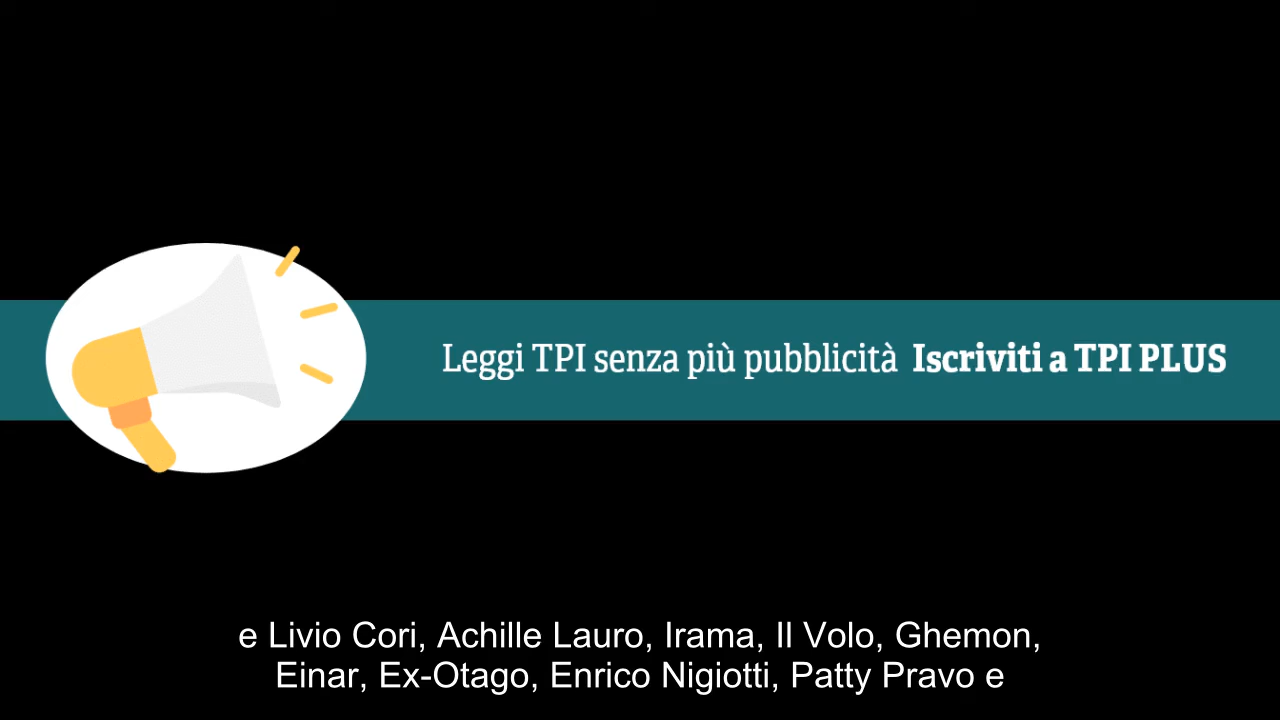 Leggi TPI senza più pubblicità Iscriviti a TPI PLUS
e Livio Cori, Achille Lauro, Irama, Il Volo, Ghemon,
Einar, Ex-Otago, Enrico Nigiotti, Patty Pravo e